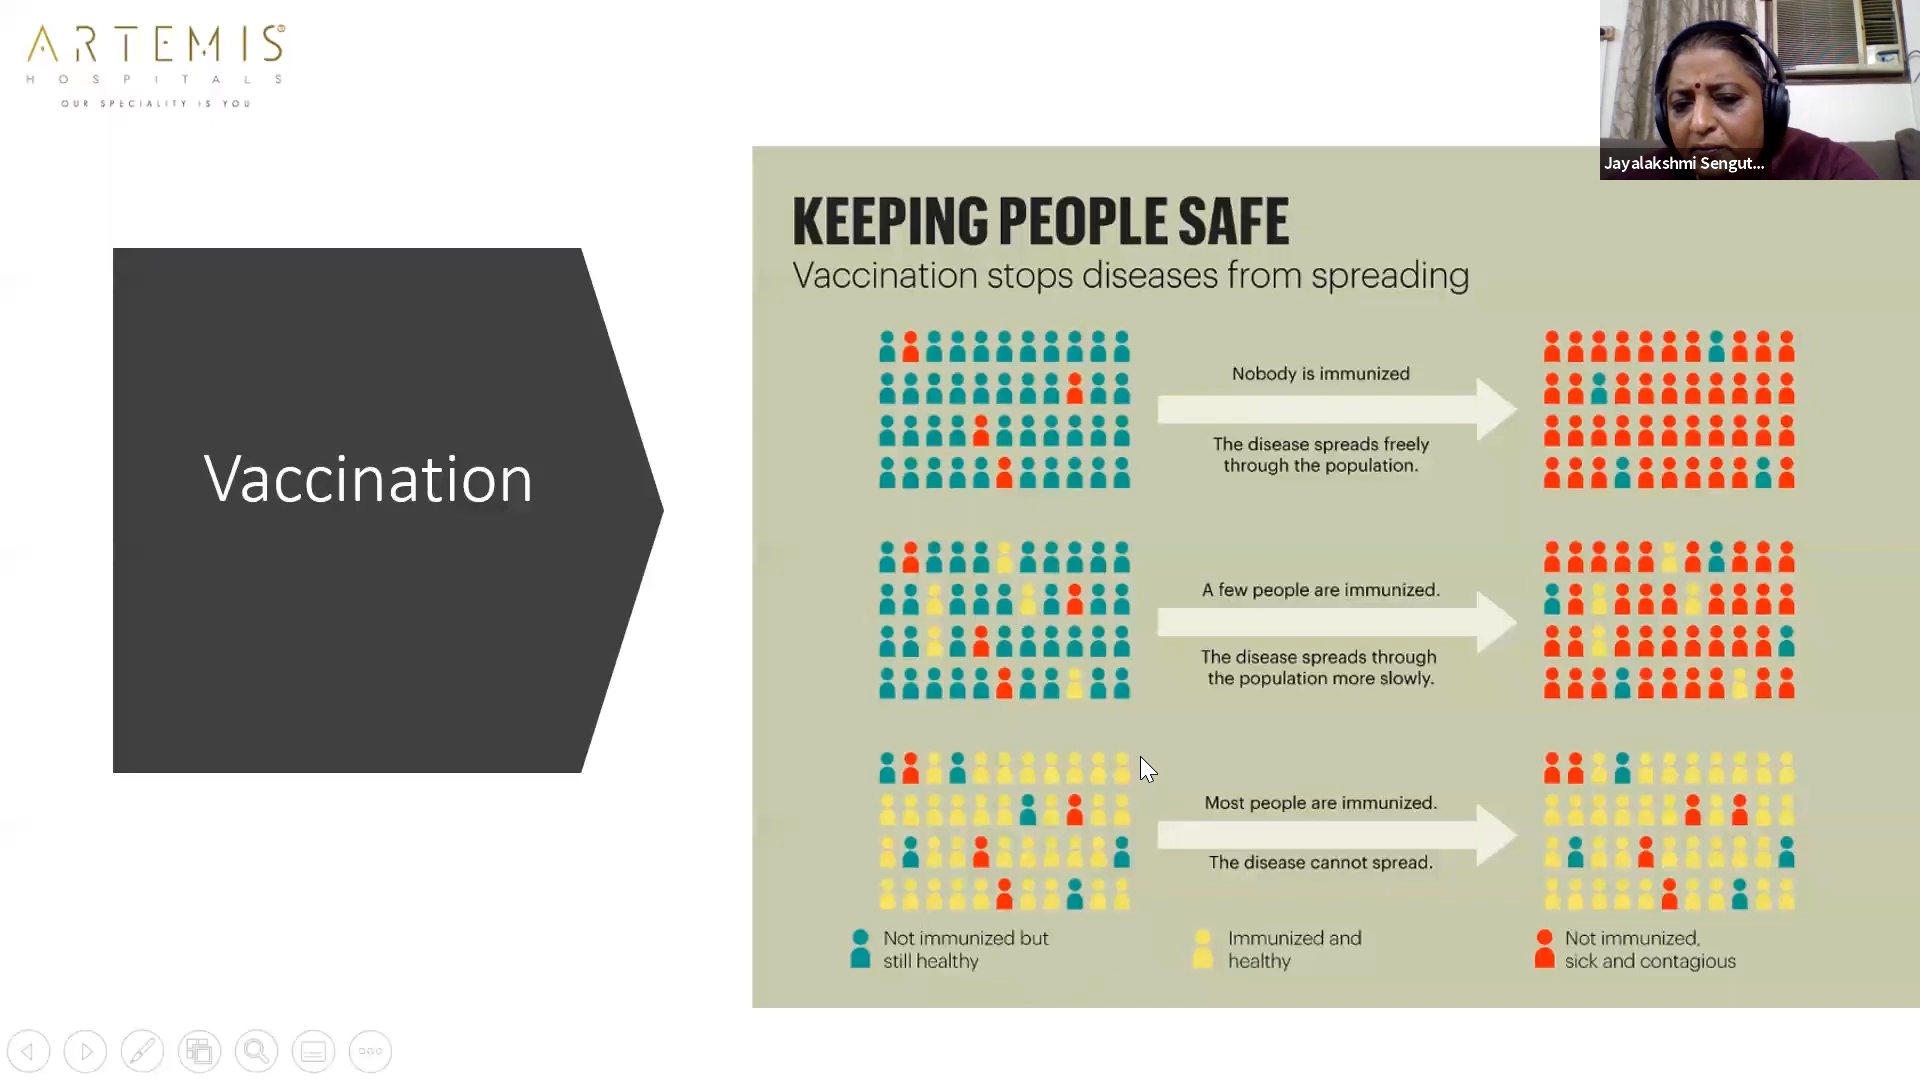 ARTEMIS®
HOSPITALS
OUR SPECIALITY IS YOU
Jayalakshmi Sengut...
Vaccination
KEEPING PEOPLE SAFE
Vaccination stops diseases from spreading
Nobody is immunized
The disease spreads freely
through the population.
A few people are immunized.
The disease spreads through
the population more slowly.
Most people are immunized.
The disease cannot spread.
Not immunized but
still healthy
Immunized and
healthy
Not immunized,
sick and contagious